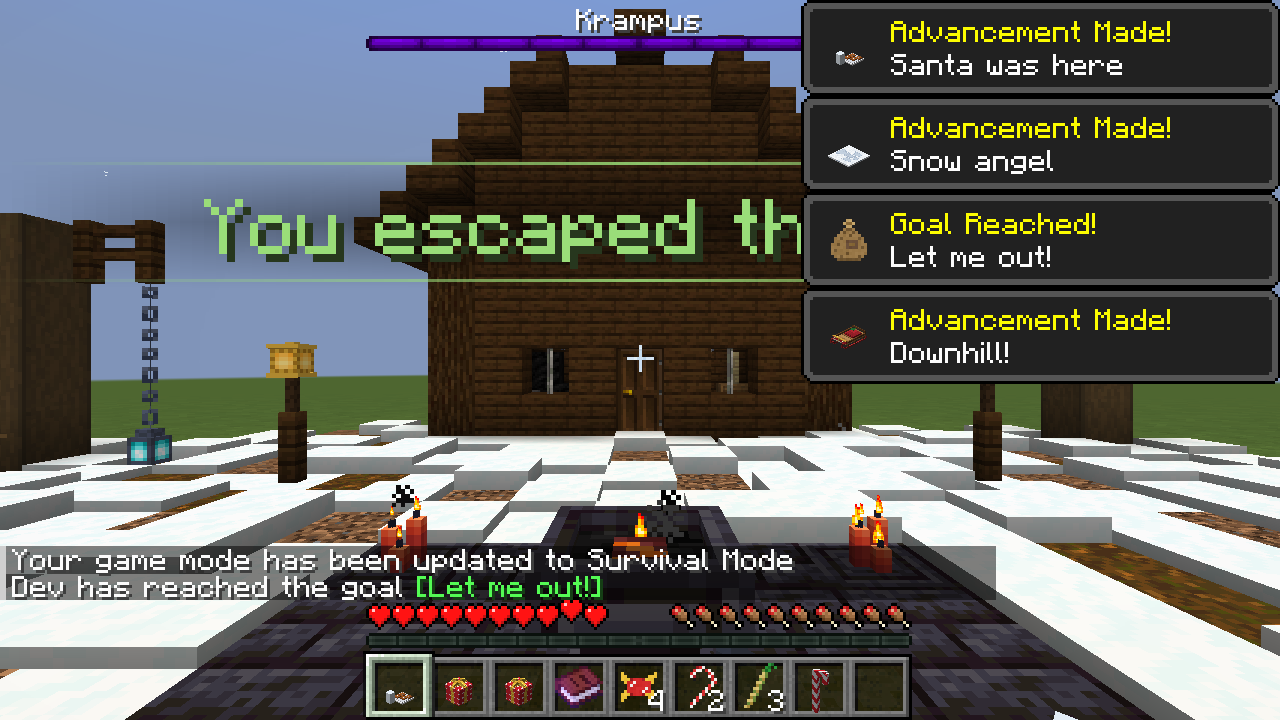 Krampus
Advancement Made!
Santa was here
Advancement Made!
Snow angel
Goal Reached!
Let me out!
Advancement Made!
Downhill!
You escaped th
Your game mode has been updated to Survival Mode
Dev has reached the goal [Let me out!]
4
2
3